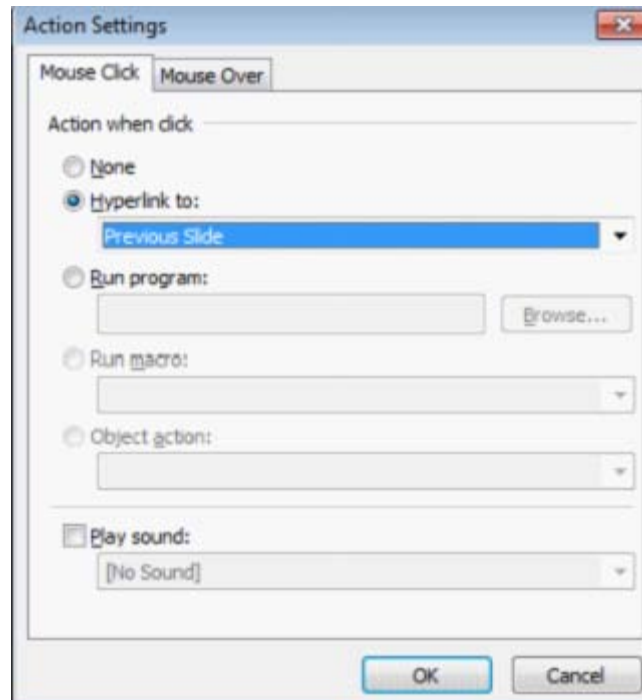 Action Settings
Mouse Click Mouse Over
Action when click
None
Hyperlink to:
Previous Slide
Run program:
Browse...
Run macro:
Object action:
Play sound:
[No Sound]
OK Cancel